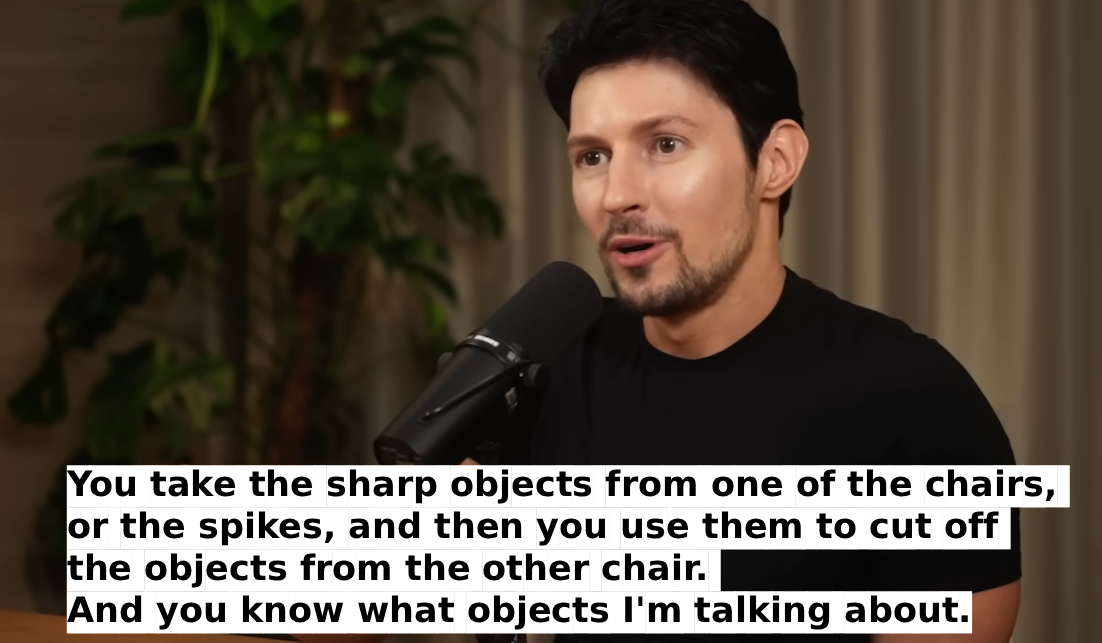 You take the sharp objects from one of the chairs,
or the spikes, and then you use them to cut off
the objects from the other chair.
And you know what objects I'm talking about.